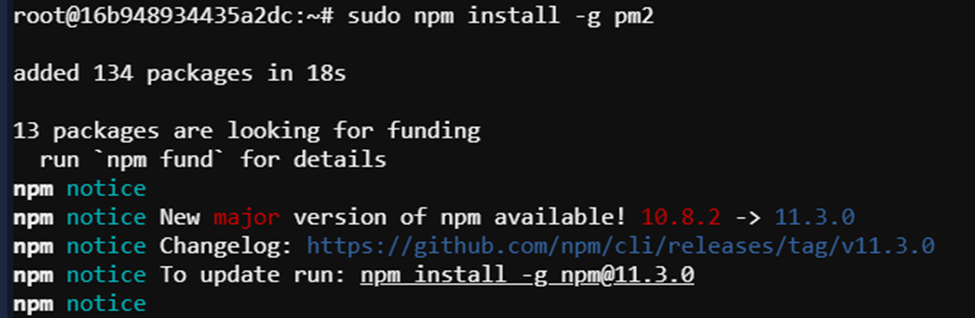 root@16b948934435a2dc:~# sudo npm install -g pm2
added 134 packages in 18s
13 packages are looking for funding
  run `npm fund` for details
npm notice
npm notice New major version of npm available! 10.8.2 -> 11.3.0
npm notice Changelog: https://github.com/npm/cli/releases/tag/v11.3.0
npm notice To update run: npm install -g npm@11.3.0
npm notice